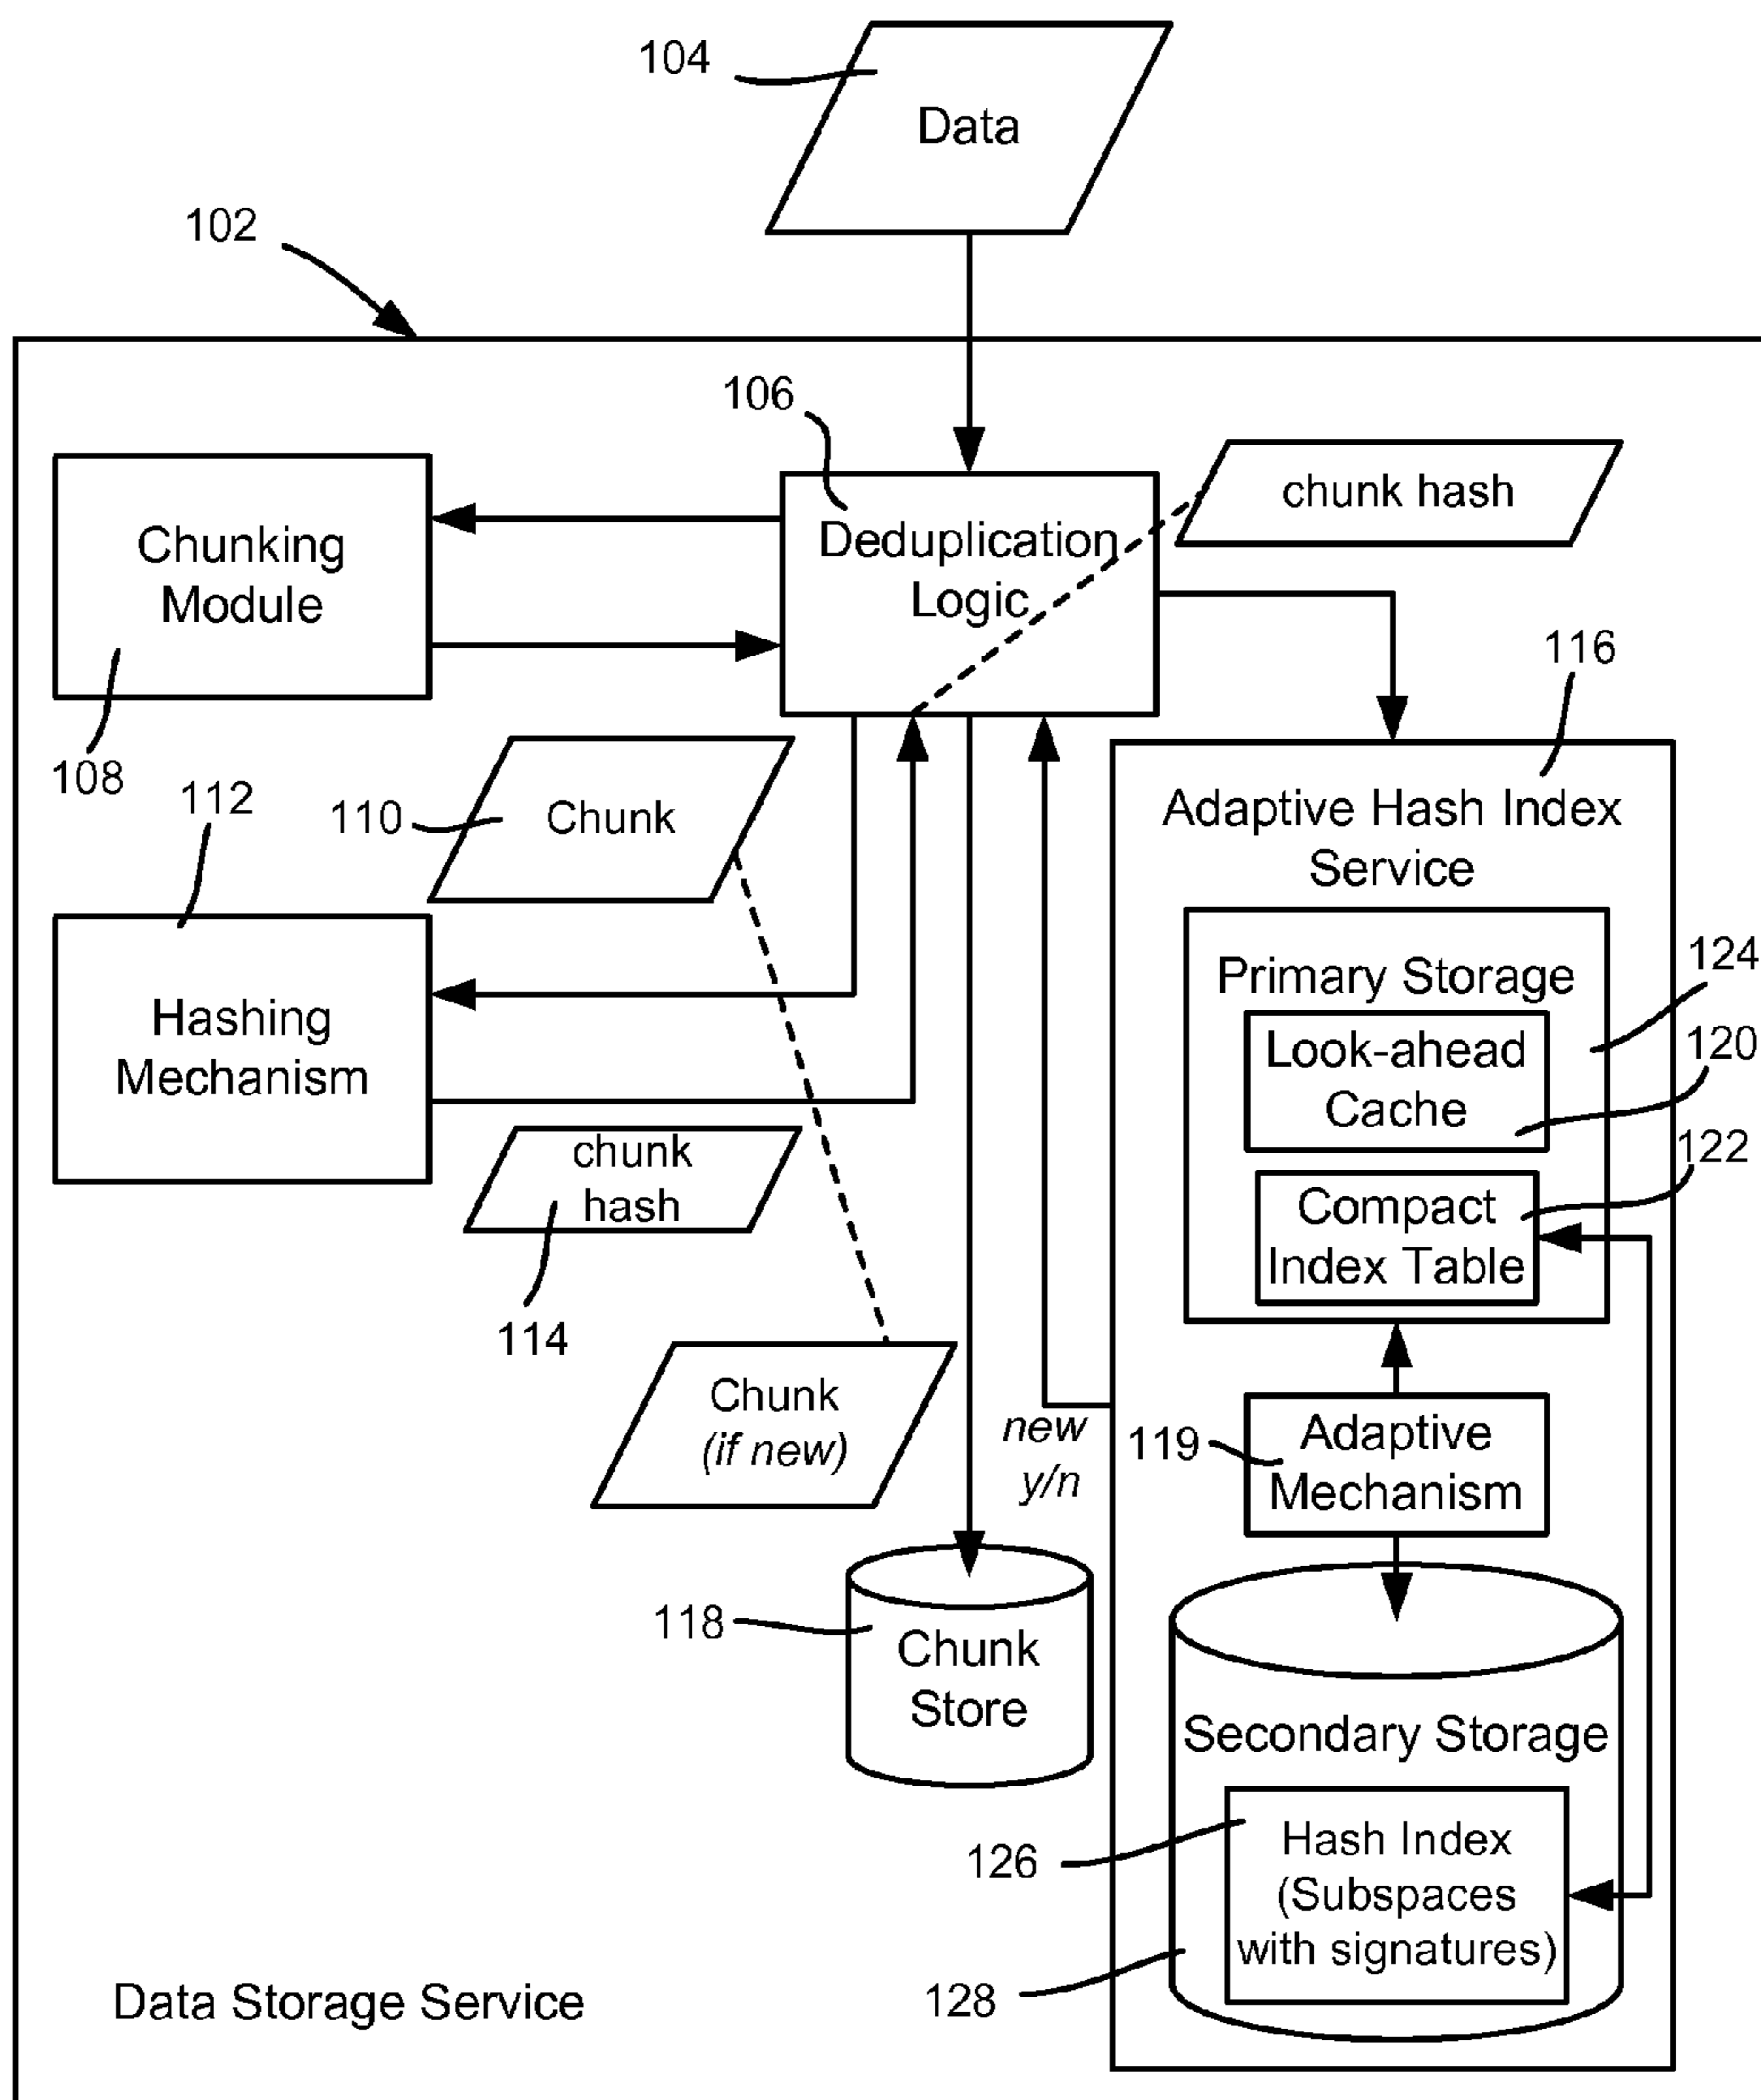 104
Data
102
106
chunk hash
Chunking
Module
Deduplication
Logic
108
116
110
Chunk
112
Adaptive Hash Index
Service
Hashing
Mechanism
Primary Storage
124
Look-ahead
Cache
120
chunk
hash
114
Compact
Index Table
122
Chunk
(if new)
new
y/n
119
Adaptive
Mechanism
118
Chunk
Store
Secondary Storage
126
Hash Index
(Subspaces
with signatures)
128
Data Storage Service